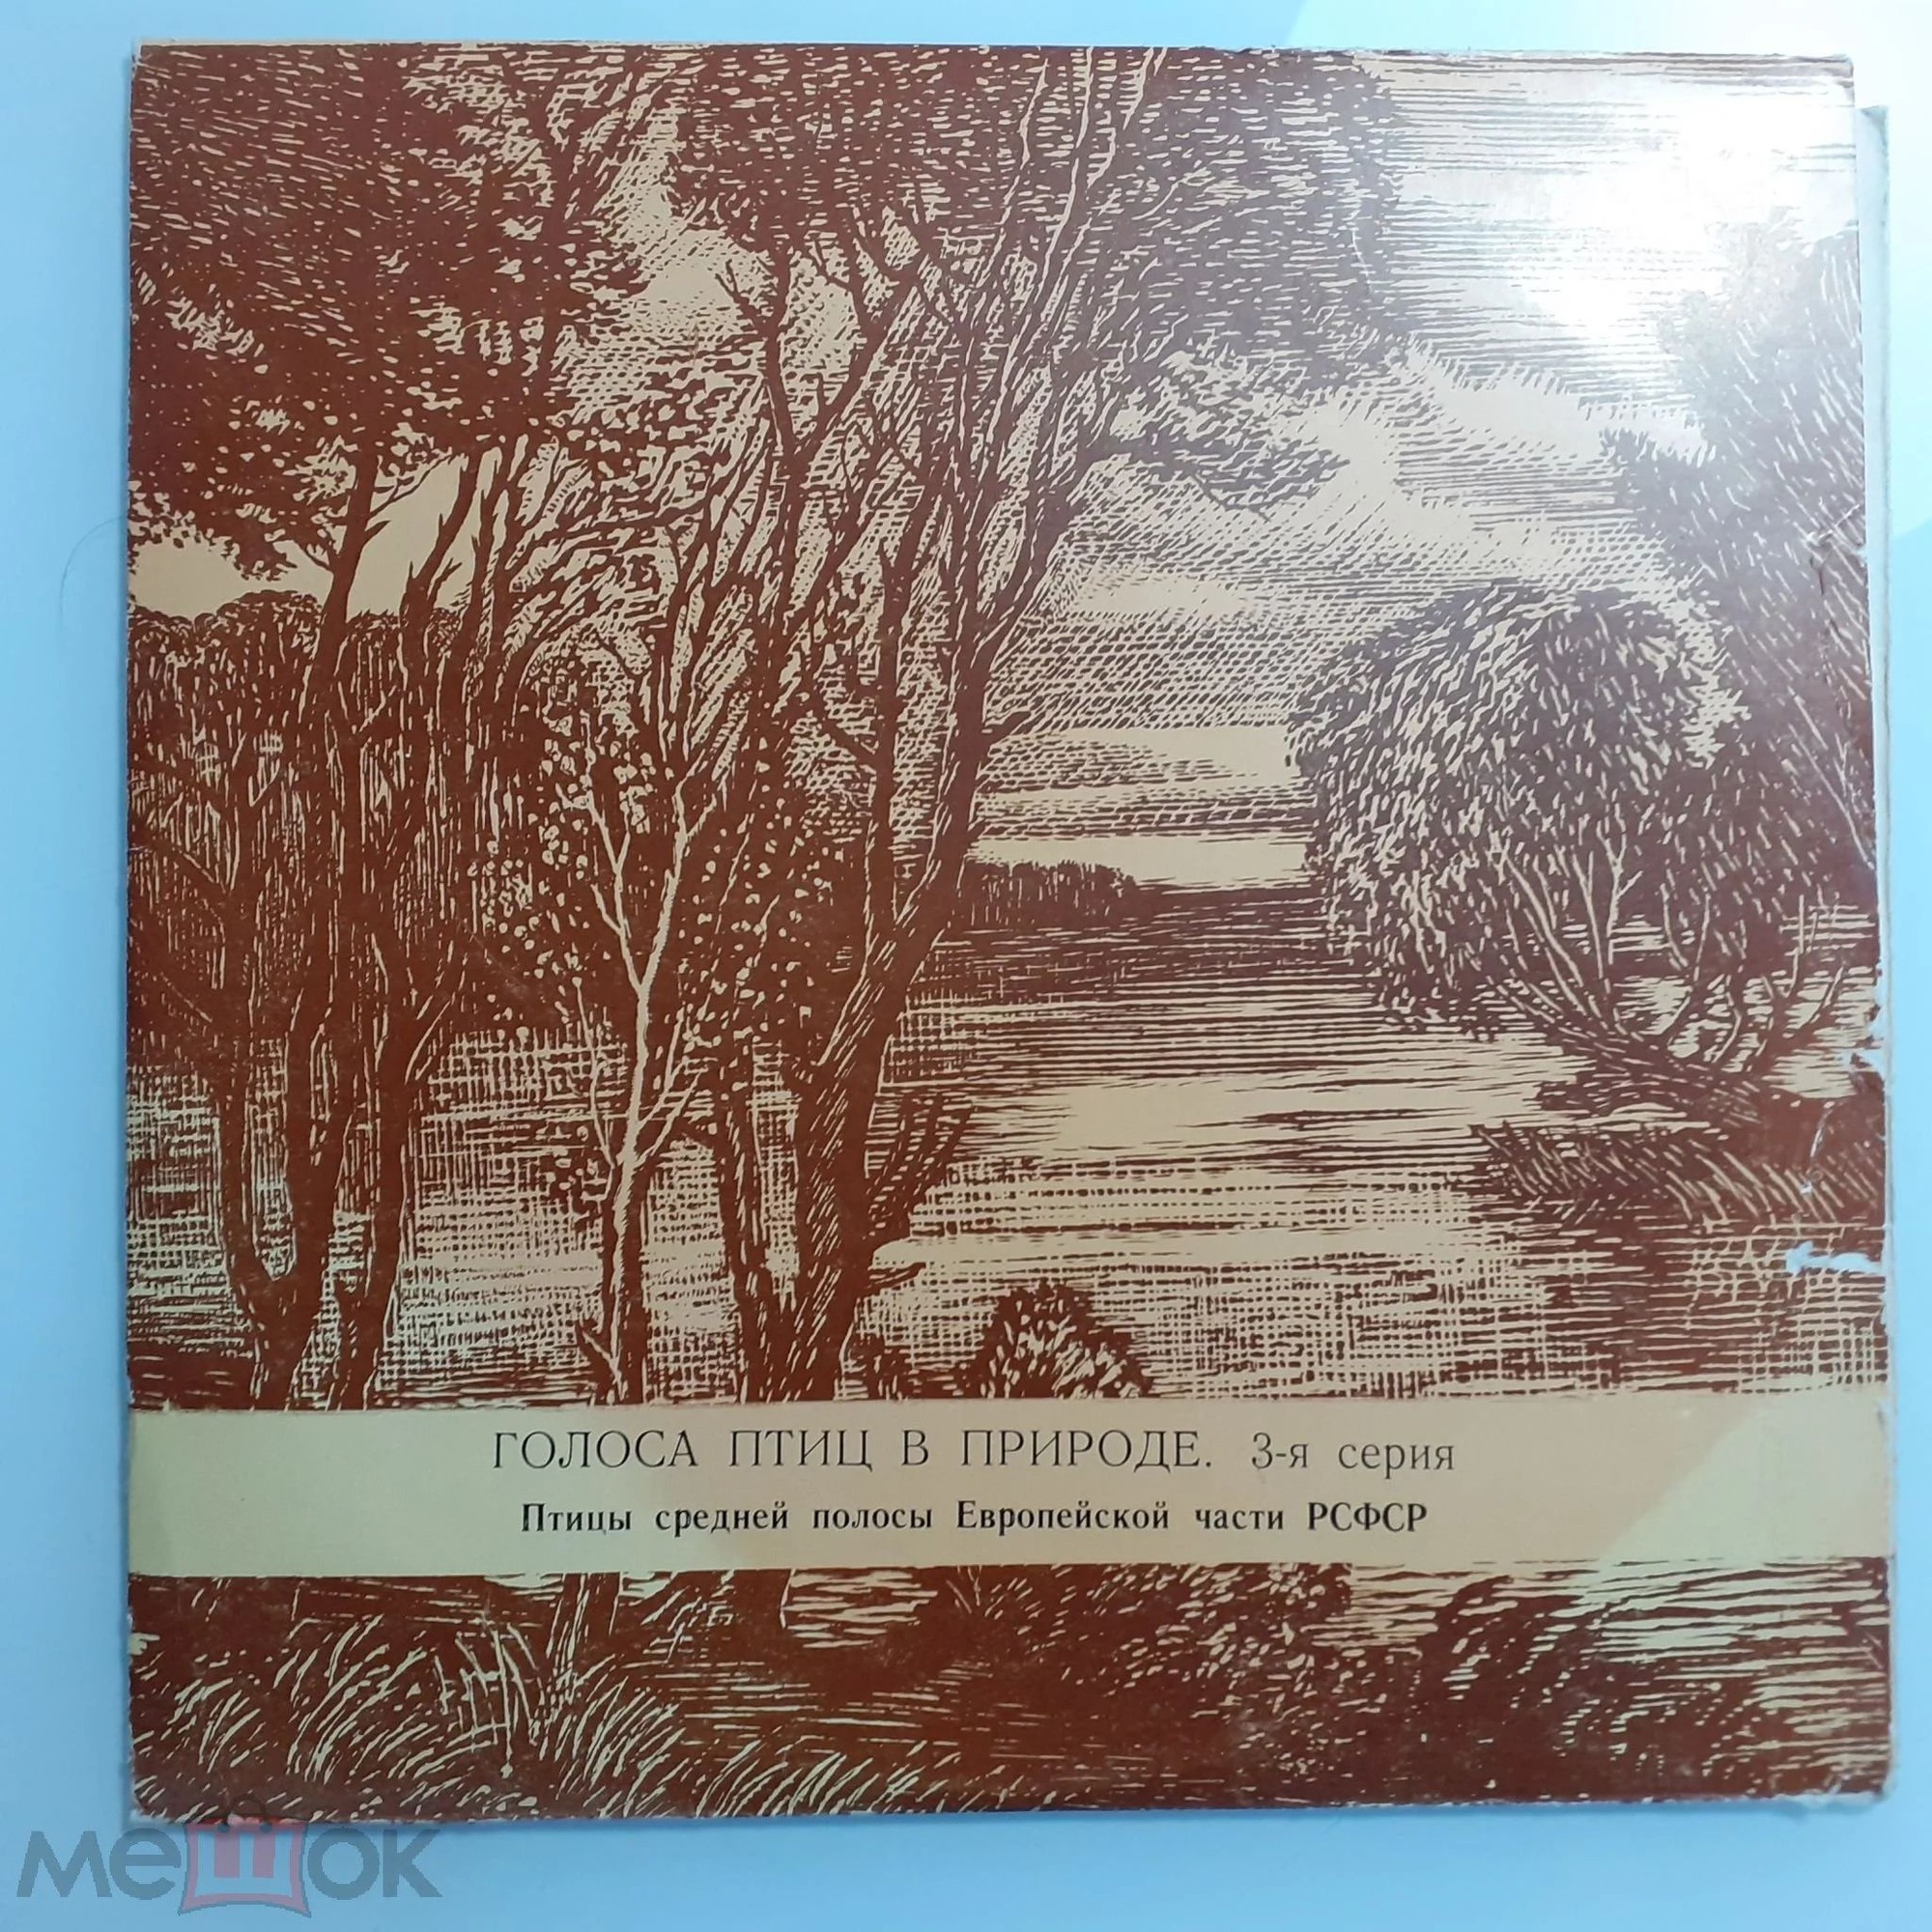 ГОЛОСА ПТИЦ В ПРИРОДЕ. 3-я серия
Птицы средней полосы Европейской части РСФСР
мешок